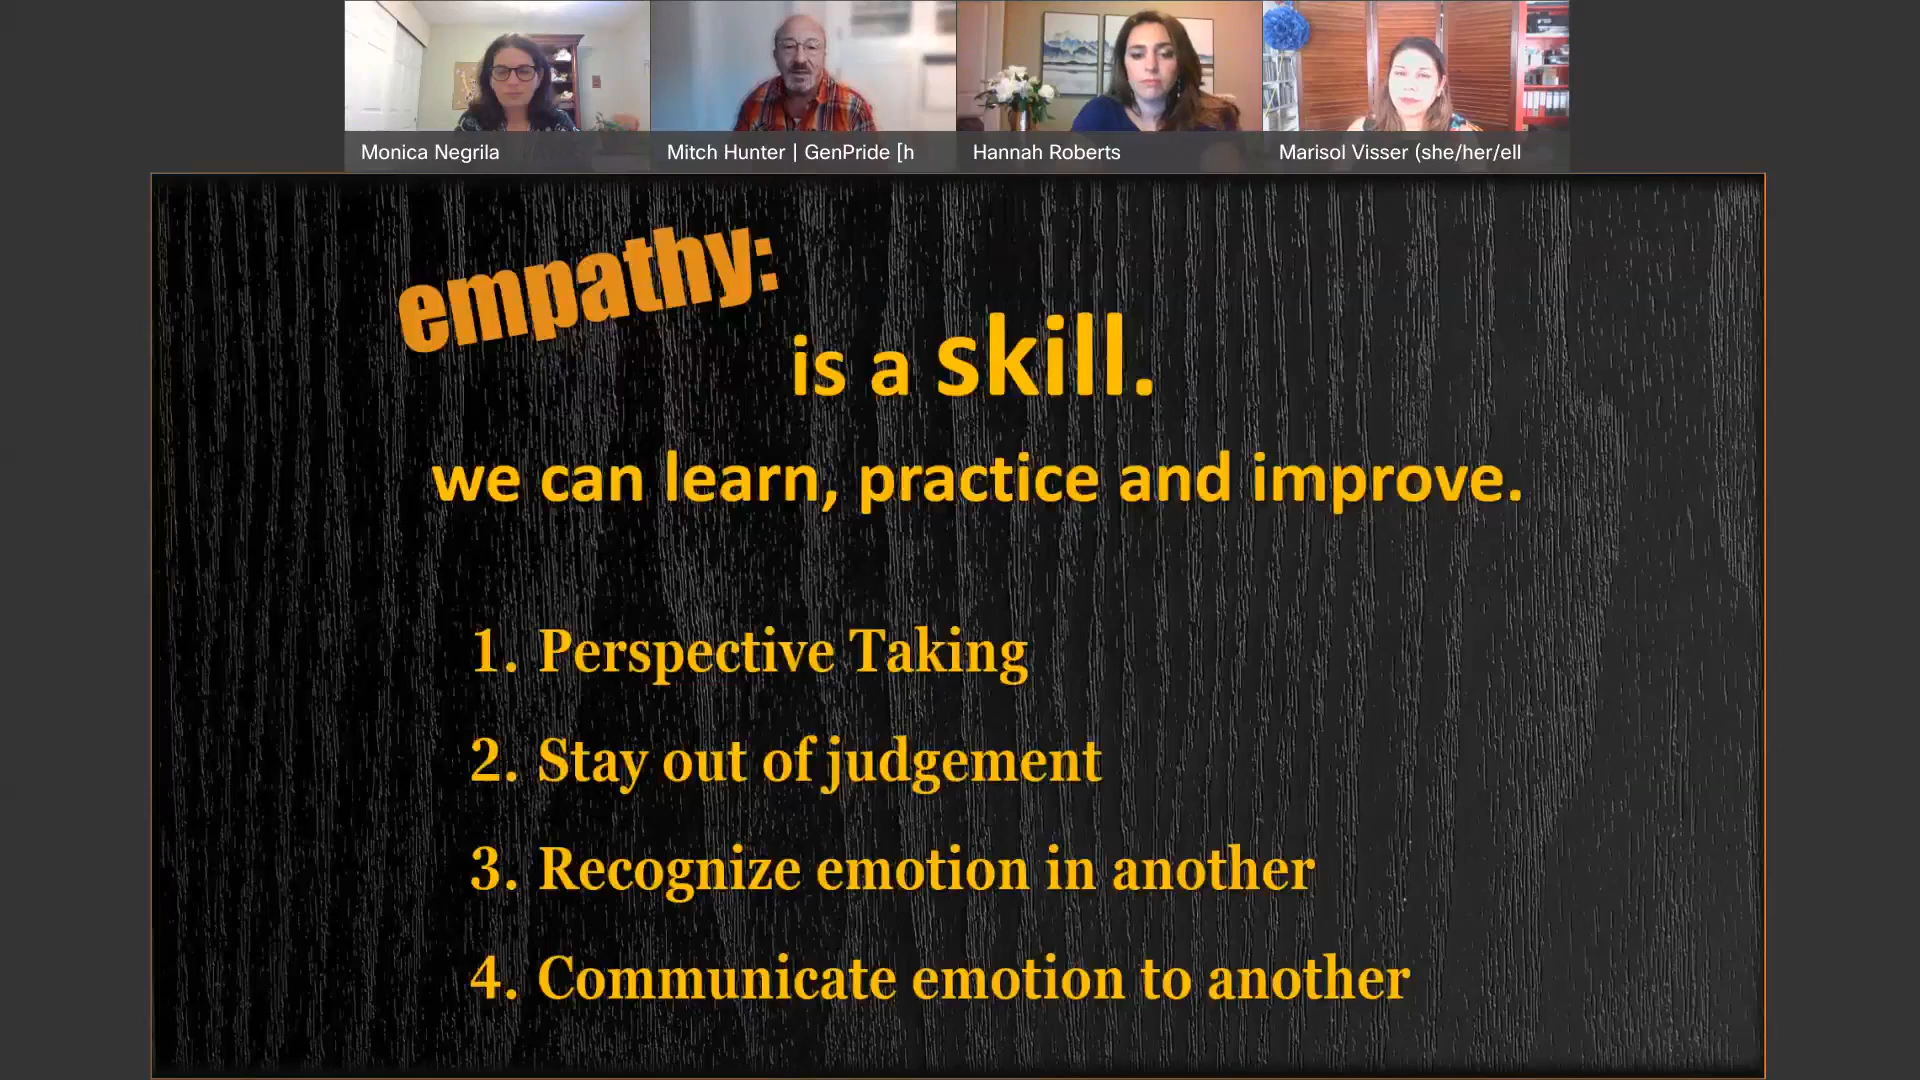 Monica Negrila
Mitch Hunter | GenPride [h
Hannah Roberts
Marisol Visser (she/her/ell
empathy:
is a skill.
we can learn, practice and improve.
1. Perspective Taking
2. Stay out of judgement
3. Recognize emotion in another
4. Communicate emotion to another